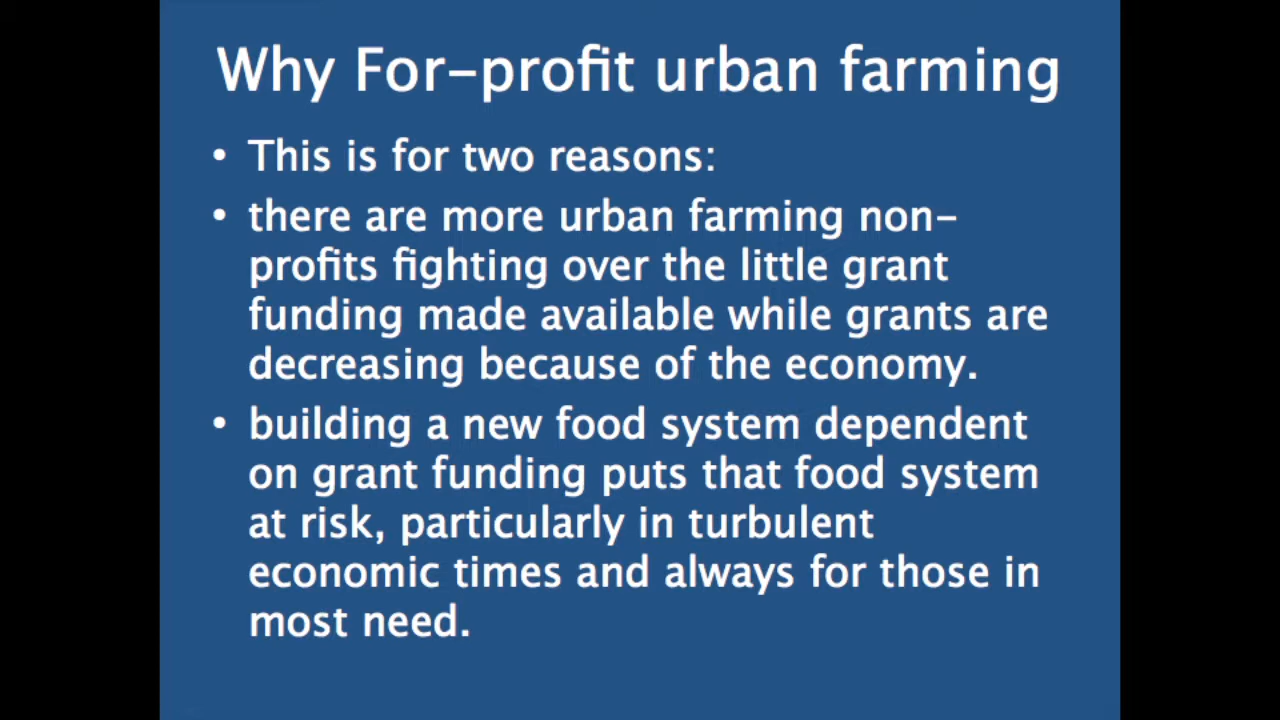 Why For-profit urban farming
• This is for two reasons:
• there are more urban farming non-
profits fighting over the little grant
funding made available while grants are
decreasing because of the economy.
• building a new food system dependent
on grant funding puts that food system
at risk, particularly in turbulent
economic times and always for those in
most need.